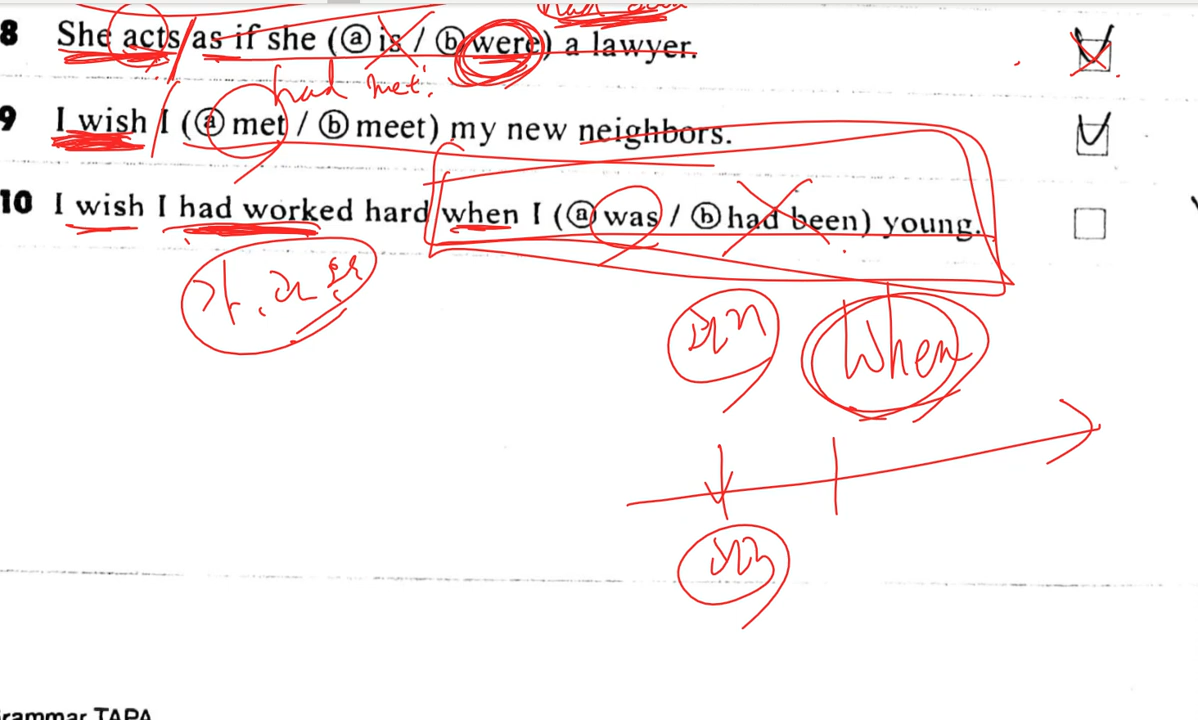 8 She acts as if she (ⓐ is / ⓑ were) a lawyer.
had met.
9 I wish I (ⓐ met / ⓑ meet) my new neighbors.
10 I wish I had worked hard when I (ⓐ was / ⓑ had been) young.
When
Grammar TAPA